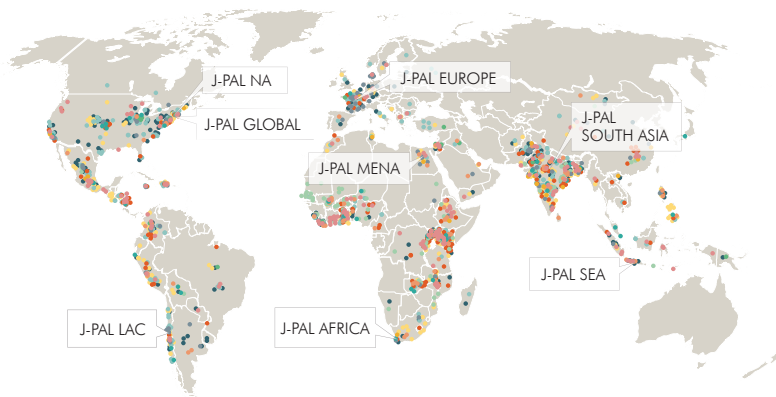 J-PAL NA
J-PAL EUROPE
J-PAL GLOBAL
J-PAL
SOUTH ASIA
J-PAL MENA
J-PAL SEA
J-PAL LAC
J-PAL AFRICA